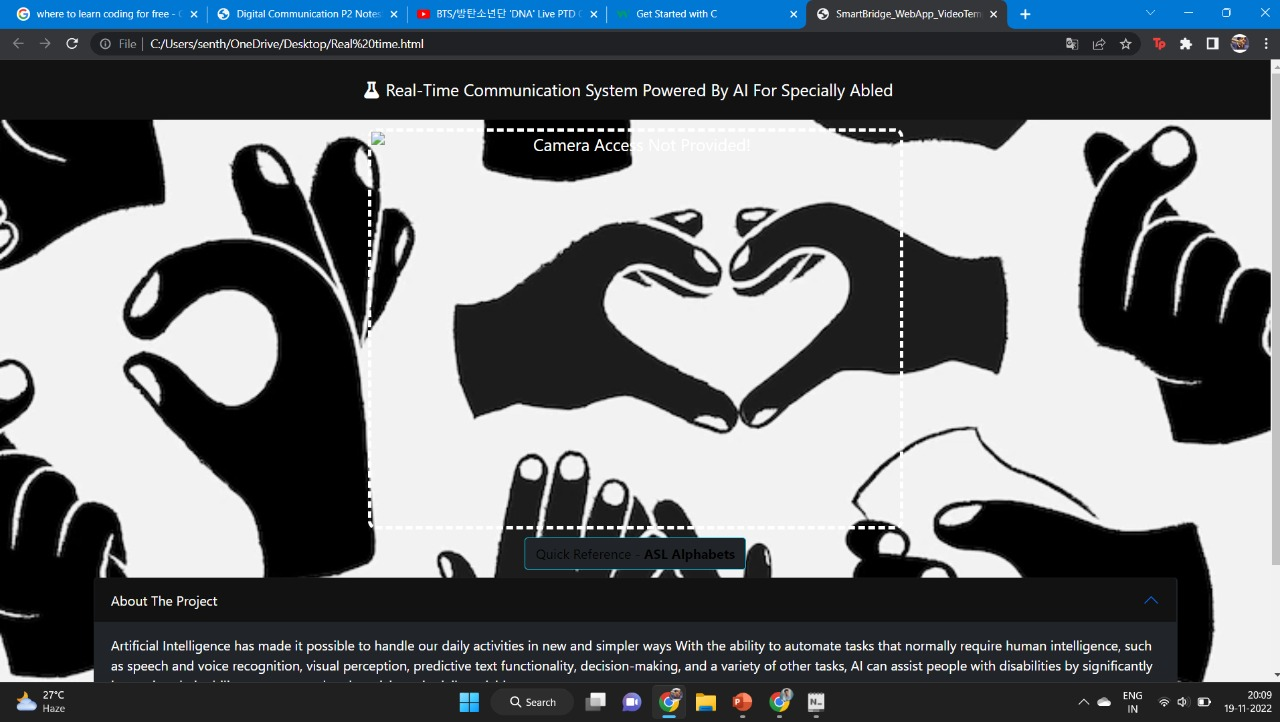 where to learn coding for free -
Digital Communication P2 Notes
BTS/방탄소년단 'DNA' Live PTD
Get Started with C
SmartBridge_WebApp_VideoTem
File
C:/Users/senth/OneDrive/Desktop/Real%20time.html
Tp
Real-Time Communication System Powered By AI For Specially Abled
Camera Access Not Provided!
Quick Reference - ASL Alphabets
About The Project
Artificial Intelligence has made it possible to handle our daily activities in new and simpler ways With the ability to automate tasks that normally require human intelligence, such
as speech and voice recognition, visual perception, predictive text functionality, decision-making, and a variety of other tasks, AI can assist people with disabilities by significantly
27°C
Haze
Search
ENG
IN
20:09
19-11-2022